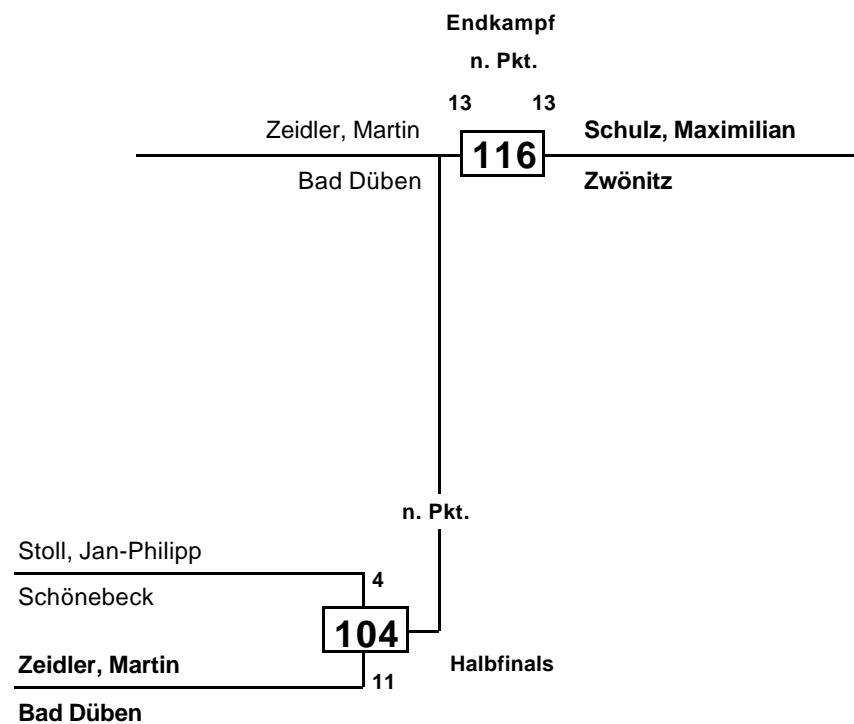 Endkampf
n. Pkt.
13 13
Zeidler, Martin 116 Schulz, Maximilian
Bad Düben Zwönitz
n. Pkt.
Stoll, Jan-Philipp
4
Schönebeck
104
Zeidler, Martin Halbfinals
11
Bad Düben